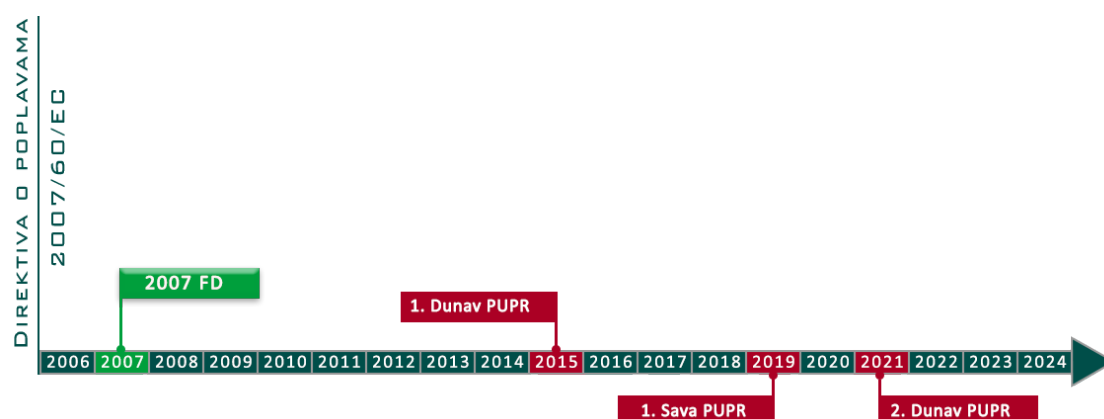 DIREKTIVA O POPLAVAMA
2007/60/EC
2007 FD
1. Dunav PUPR
2006 2007 2008 2009 2010 2011 2012 2013 2014 2015 2016 2017 2018 2019 2020 2021 2022 2023 2024
1. Sava PUPR
2. Dunav PUPR